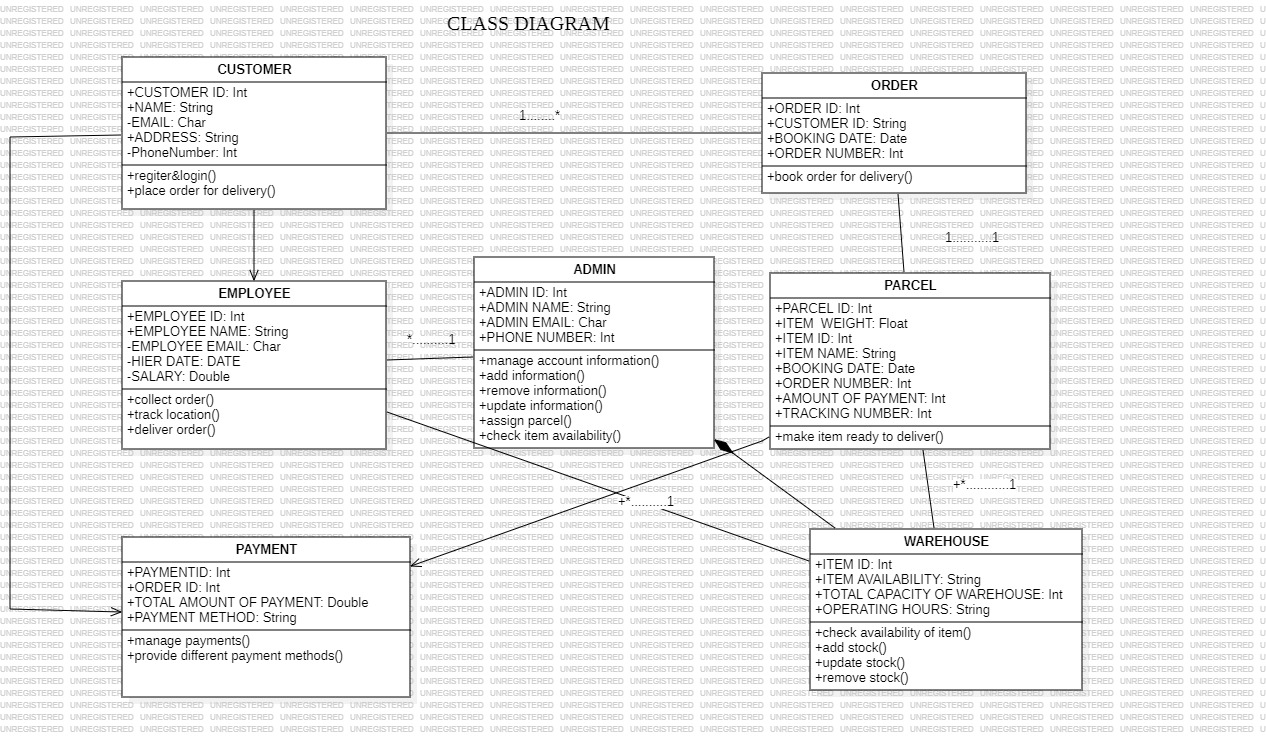 CLASS DIAGRAM
CUSTOMER
+CUSTOMER ID: Int
+NAME: String
-EMAIL: Char
+ADDRESS: String
-PhoneNumber: Int
+regiter&login()
+place order for delivery()
1........*
ORDER
+ORDER ID: Int
+CUSTOMER ID: String
+BOOKING DATE: Date
+ORDER NUMBER: Int
+book order for delivery()
1...........1
EMPLOYEE
+EMPLOYEE ID: Int
+EMPLOYEE NAME: String
-EMPLOYEE EMAIL: Char
-HIER DATE: DATE
-SALARY: Double
+collect order()
+track location()
+deliver order()
*..........1
ADMIN
+ADMIN ID: Int
+ADMIN NAME: String
+ADMIN EMAIL: Char
+PHONE NUMBER: Int
+manage account information()
+add information()
+remove information()
+update information()
+assign parcel()
+check item availability()
PARCEL
+PARCEL ID: Int
+ITEM  WEIGHT: Float
+ITEM ID: Int
+ITEM NAME: String
+BOOKING DATE: Date
+ORDER NUMBER: Int
+AMOUNT OF PAYMENT: Int
+TRACKING NUMBER: Int
+make item ready to deliver()
+*............1
+*..........1
PAYMENT
+PAYMENTID: Int
+ORDER ID: Int
+TOTAL AMOUNT OF PAYMENT: Double
+PAYMENT METHOD: String
+manage payments()
+provide different payment methods()
WAREHOUSE
+ITEM ID: Int
+ITEM AVAILABILITY: String
+TOTAL CAPACITY OF WAREHOUSE: Int
+OPERATING HOURS: String
+check availability of item()
+add stock()
+update stock()
+remove stock()
UNREGISTERED